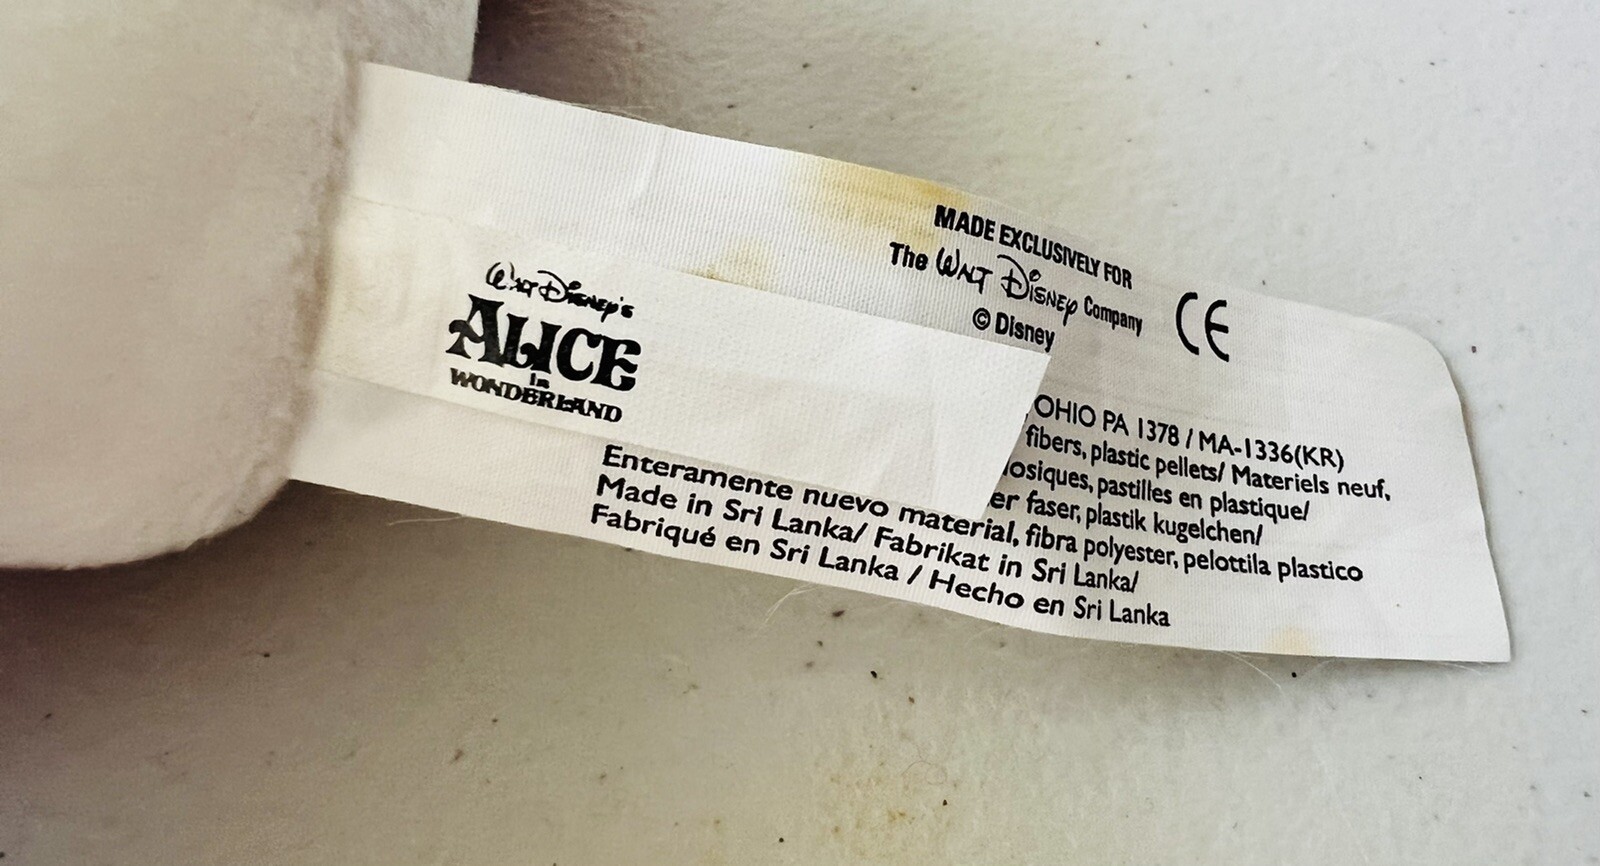 WALT DISNEY'S
ALICE
in
WONDERLAND
MADE EXCLUSIVELY FOR
The WALT DISNEY Company
© Disney
CE
OHIO PA 1378 / MA-1336(KR)
fibers, plastic pellets/ Materiels neuf,
pastilles en plastique/
faser, plastik kugelchen/
Enteramente nuevo material, fibra polyester, pelottila plastico
Made in Sri Lanka/ Fabrikat in Sri Lanka/
Fabriqué en Sri Lanka / Hecho en Sri Lanka